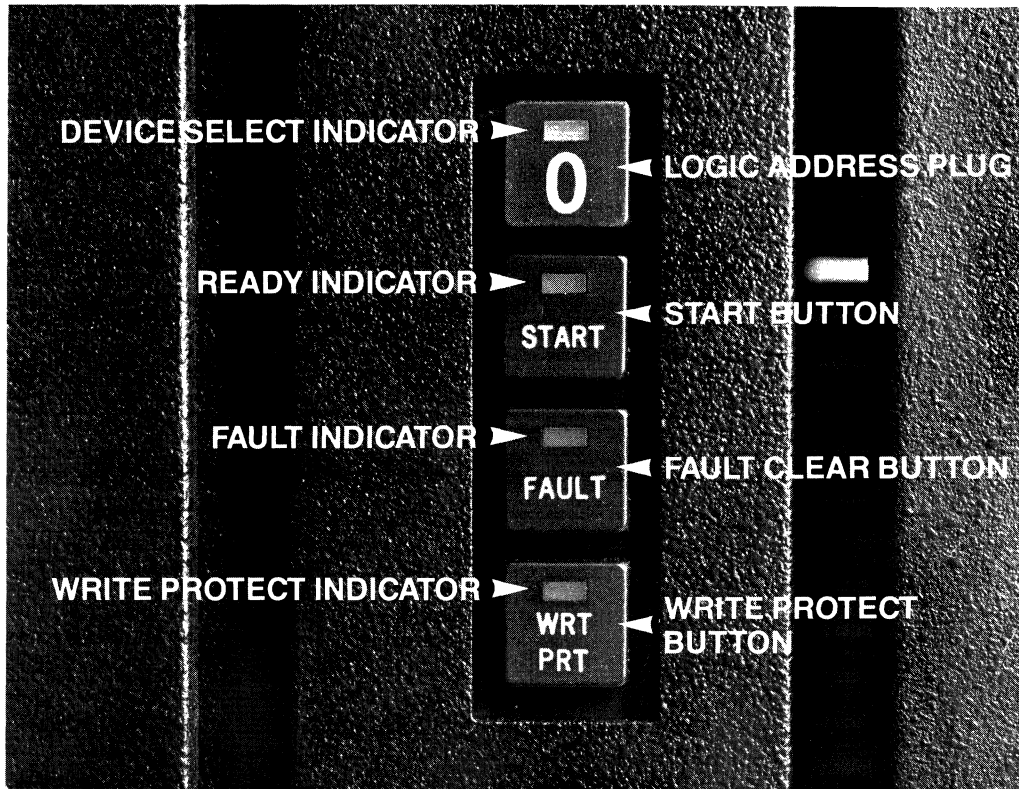 DEVICE SELECT INDICATOR
0
LOGIC ADDRESS PLUG
READY INDICATOR
START
START BUTTON
FAULT INDICATOR
FAULT
FAULT CLEAR BUTTON
WRITE PROTECT INDICATOR
WRT
PRT
WRITE PROTECT
BUTTON